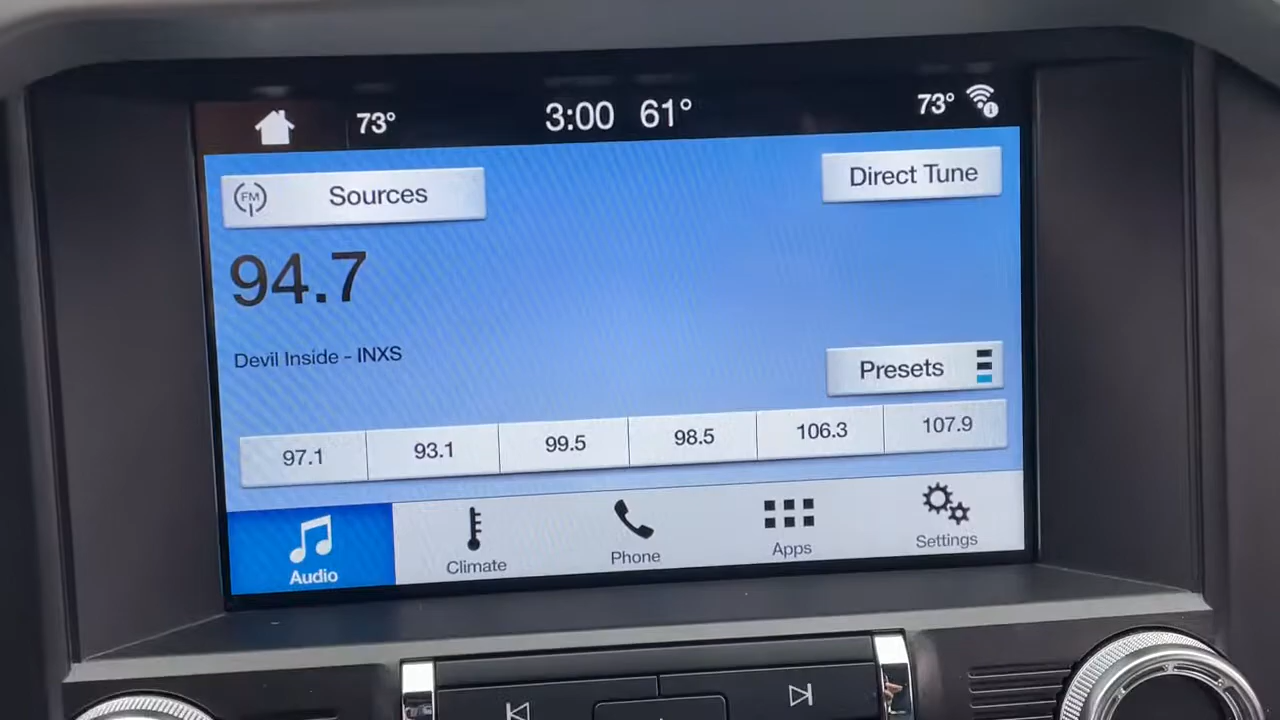 73° 3:00 61° 73°
FM Sources Direct Tune
94.7
Devil Inside - INXS
Presets
97.1 93.1 99.5 98.5 106.3 107.9
Audio Climate Phone Apps Settings